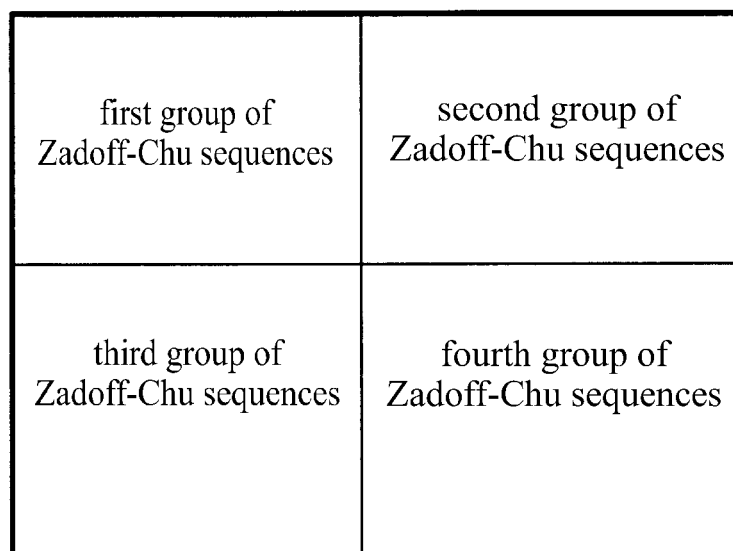 first group of
Zadoff-Chu sequences
second group of
Zadoff-Chu sequences
third group of
Zadoff-Chu sequences
fourth group of
Zadoff-Chu sequences